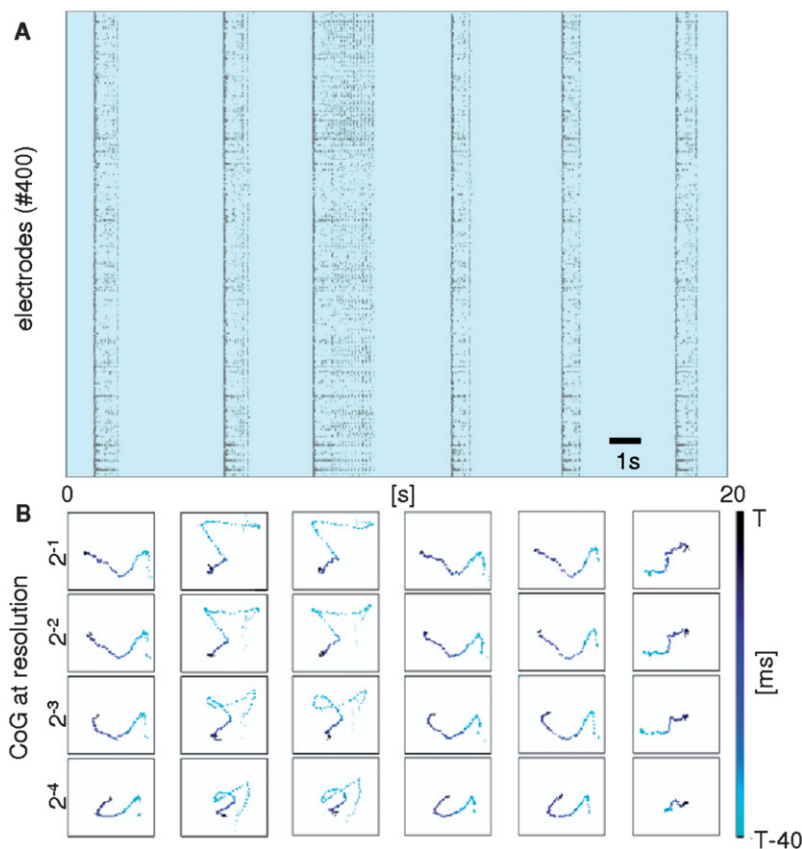 A
electrodes (#400)
1s
0 [s] 20
B
CoG at resolution
2-1
2-2
2-3
2-4
T
[ms]
T-40